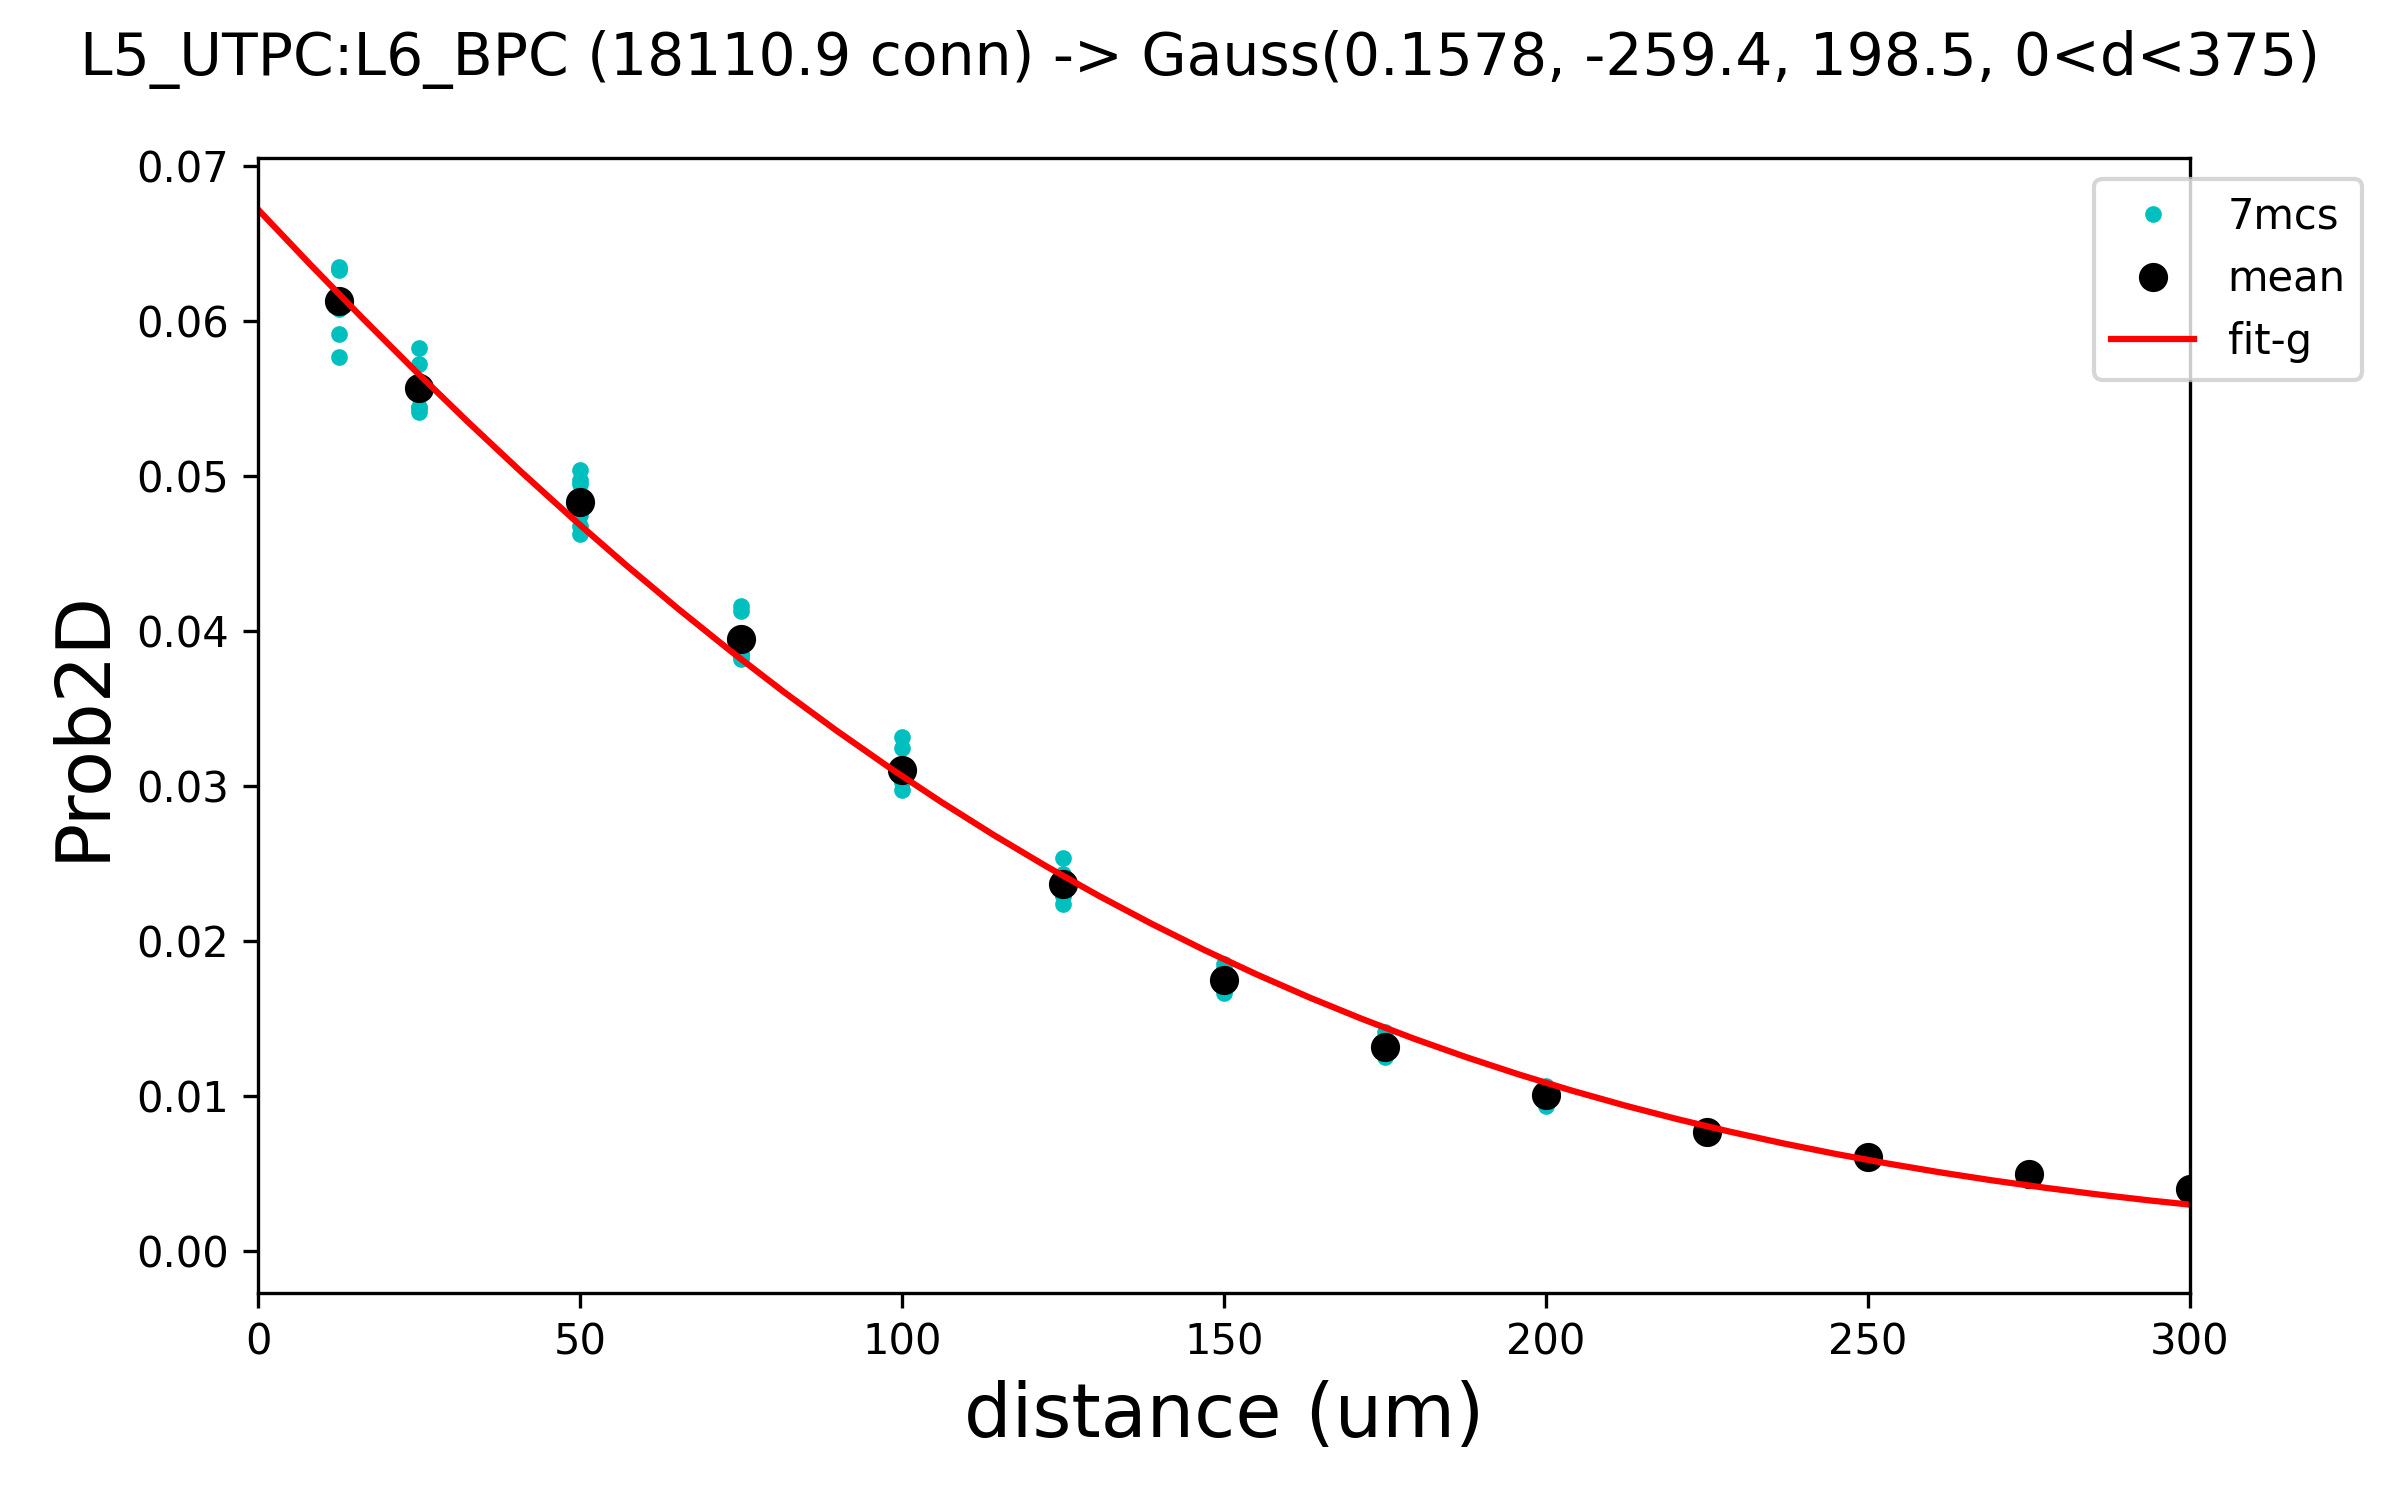 L5_UTPC:L6_BPC (18110.9 conn) -> Gauss(0.1578, -259.4, 198.5, 0<d<375)
0.07
0.06
0.05
0.04
0.03
0.02
0.01
0.00
Prob2D
7mcs
mean
fit-g
0 50 100 150 200 250 300
distance (um)